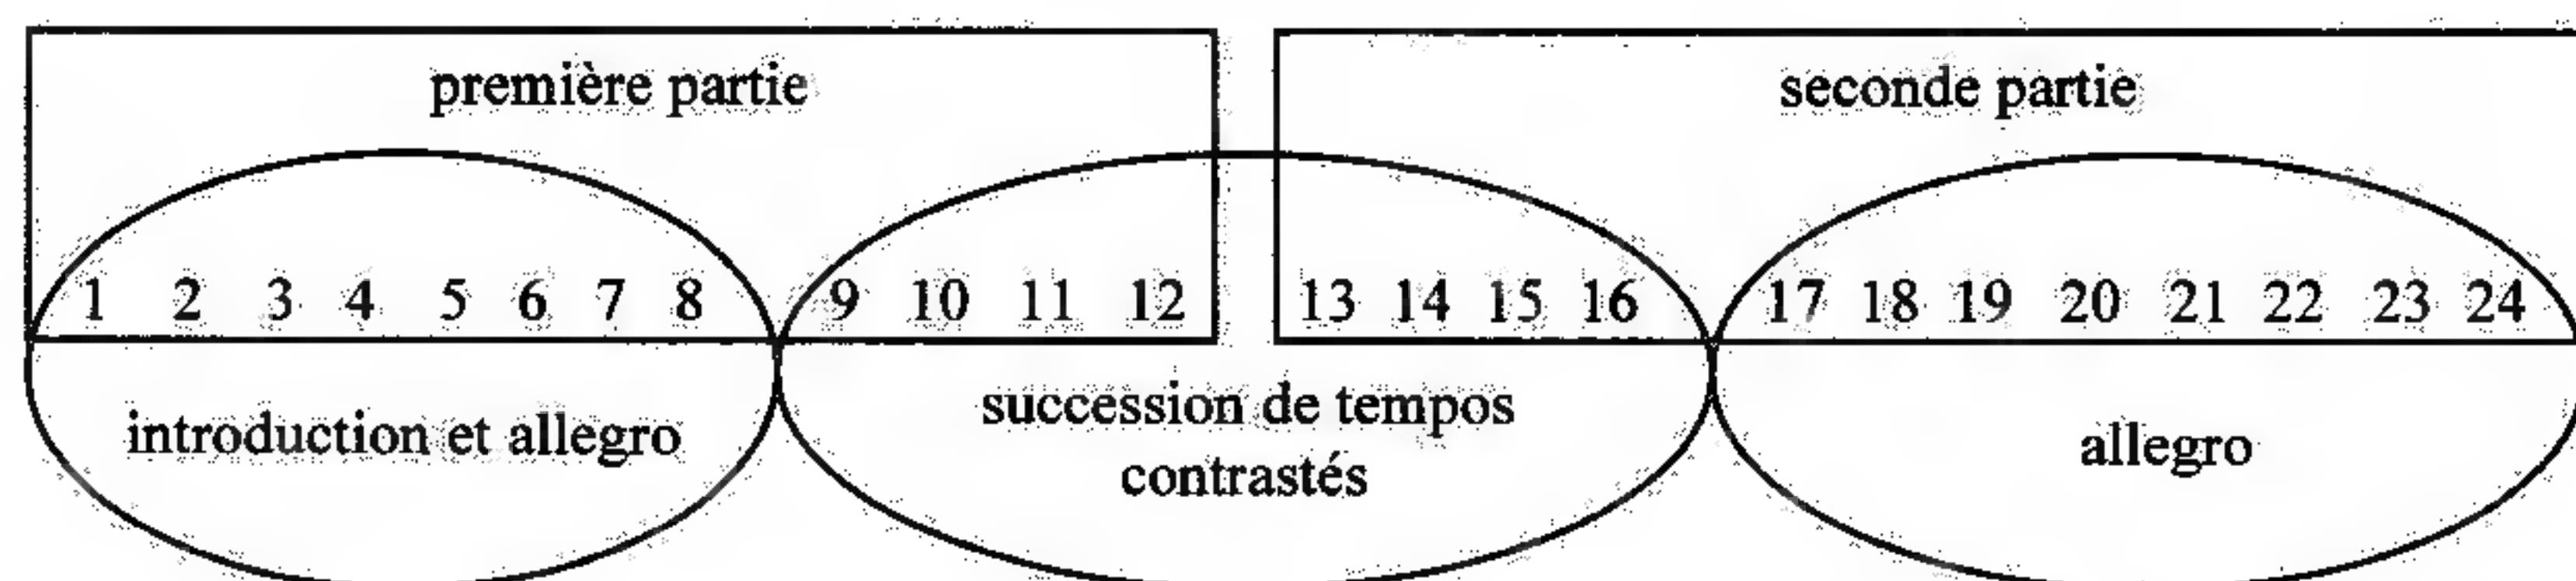 première partie
seconde partie
1 2 3 4 5 6 7 8 9 10 11 12 13 14 15 16 17 18 19 20 21 22 23 24
introduction et allegro
succession de tempos
contrastés
allegro